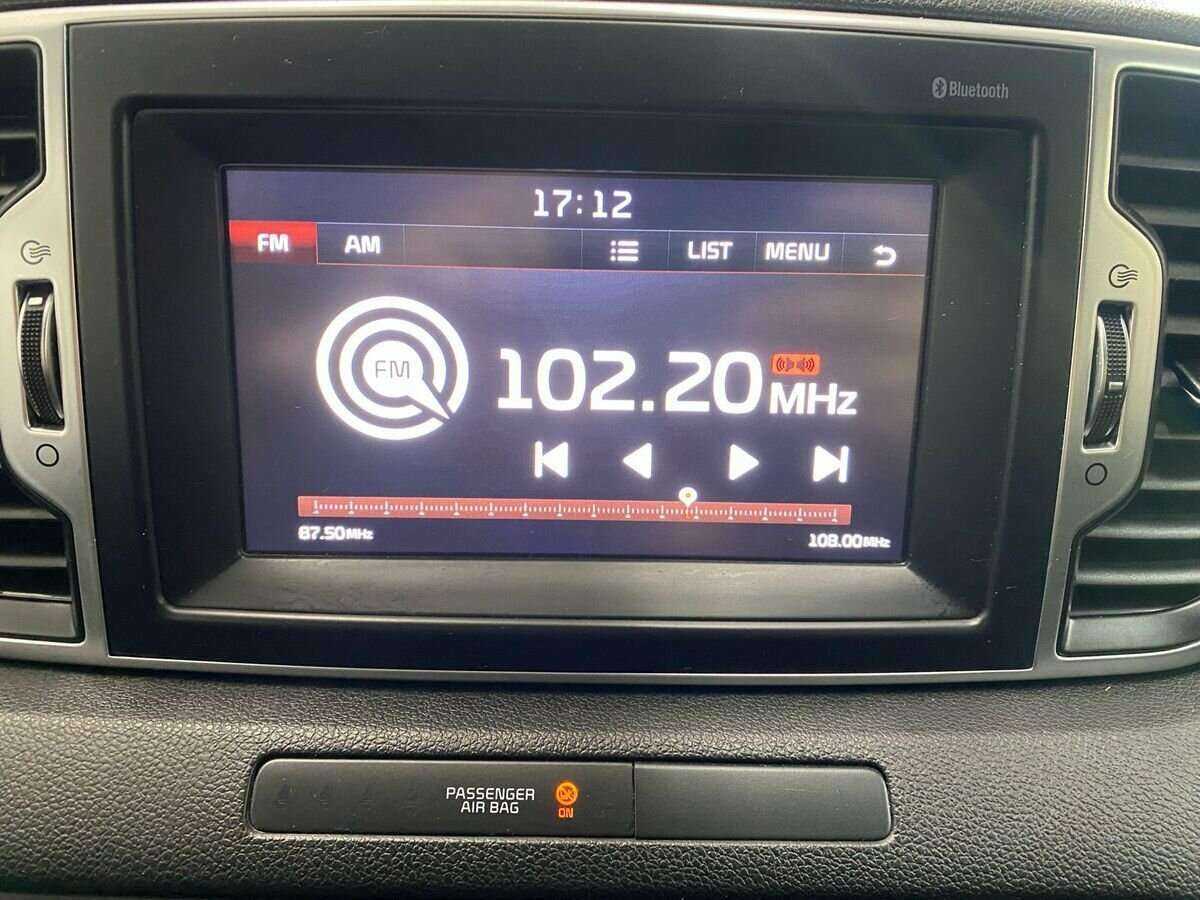 Bluetooth
17:12
FM AM LIST MENU
FM
102.20 MHz
87.50MHz 108.00MHz
PASSENGER
AIR BAG
ON